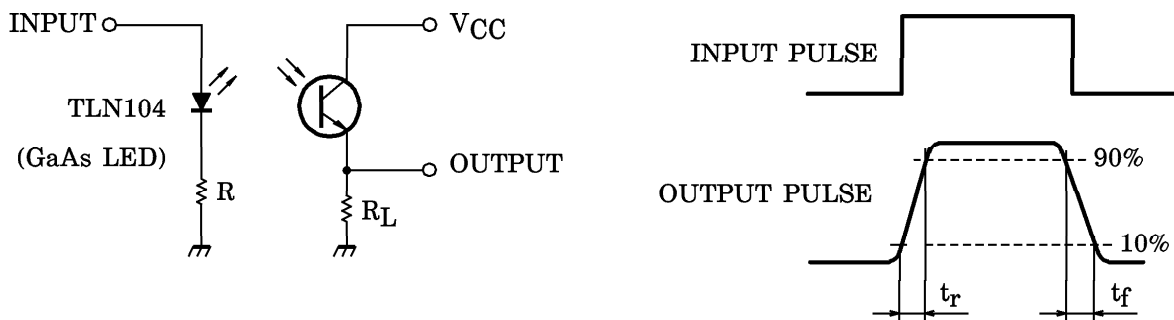 INPUT
TLN104
(GaAs LED)
R
VCC
OUTPUT
RL
INPUT PULSE
OUTPUT PULSE
90%
10%
tr
tf